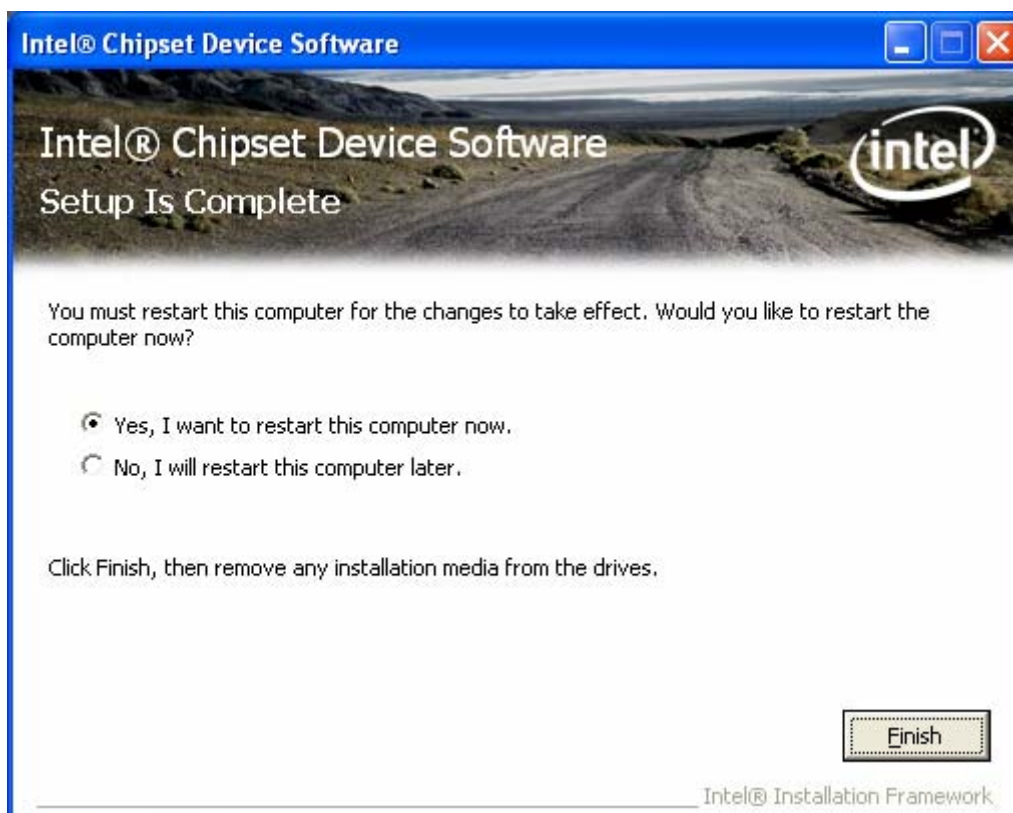 Intel® Chipset Device Software
Intel® Chipset Device Software
intel
Setup Is Complete
You must restart this computer for the changes to take effect. Would you like to restart the
computer now?
Yes, I want to restart this computer now.
No, I will restart this computer later.
Click Finish, then remove any installation media from the drives.
Finish
Intel® Installation Framework